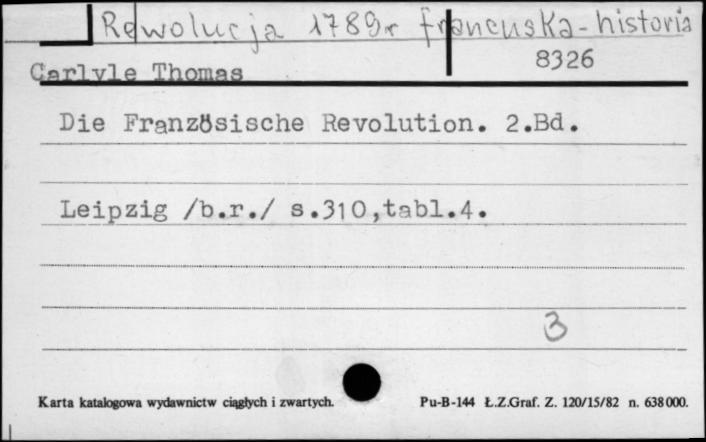 Rewolucja 1789r francuska - historia
8326
Carlyle Thomas
Die Französische Revolution. 2.Bd.
Leipzig /b.r./ s.310,tabl.4.
3
Karta katalogowa wydawnictw ciągłych i zwartych. Pu-B-144 Ł.Z.Graf. Z. 120/15/82 n. 638000.